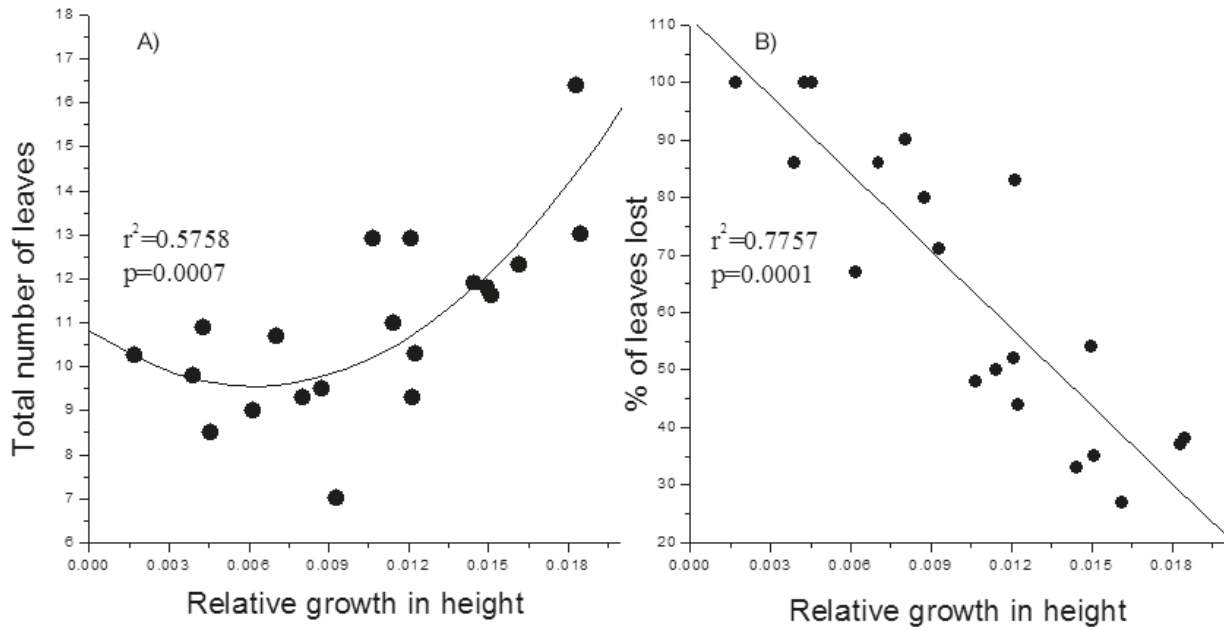 A)
Total number of leaves
18
17
16
15
14
13
12
11
10
9
8
7
6
r²=0.5758
p=0.0007
0.000 0.003 0.006 0.009 0.012 0.015 0.018
Relative growth in height
B)
% of leaves lost
110
100
90
80
70
60
50
40
30
20
r²=0.7757
p=0.0001
0.000 0.003 0.006 0.009 0.012 0.015 0.018
Relative growth in height